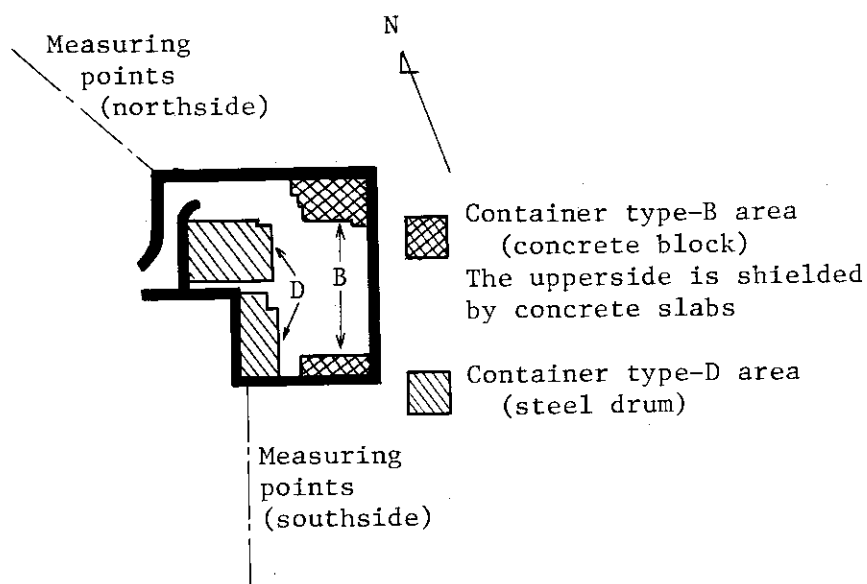 N
Measuring
points
(northside)
Container type-B area
(concrete block)
The upperside is shielded
by concrete slabs
D
B
Container type-D area
(steel drum)
Measuring
points
(southside)